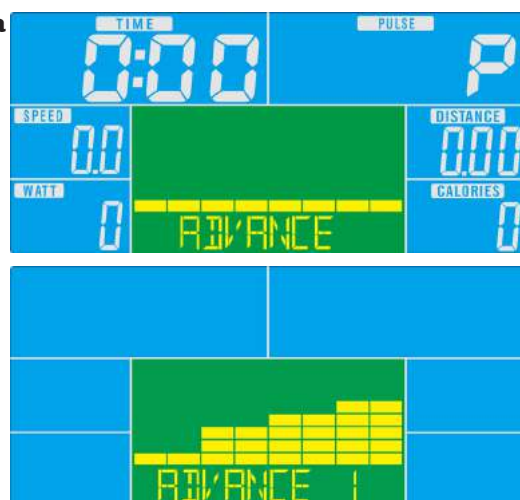 a
TIME
PULSE
0:00
P
SPEED
0.0
DISTANCE
0.00
WATT
0
CALORIES
0
ADVANCE
ADVANCE 1